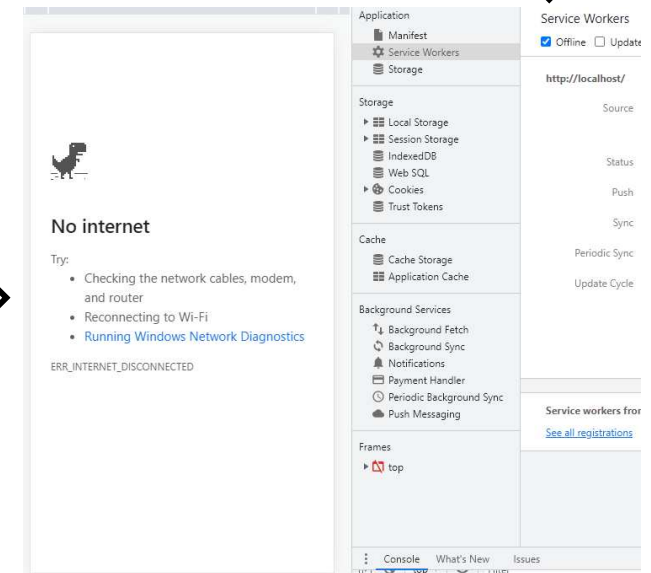 No internet
Try:
Checking the network cables, modem,
and router
Reconnecting to Wi-Fi
Running Windows Network Diagnostics
ERR_INTERNET_DISCONNECTED
Application
Manifest
Service Workers
Storage
Storage
Local Storage
Session Storage
IndexedDB
Web SQL
Cookies
Trust Tokens
Cache
Cache Storage
Application Cache
Background Services
Background Fetch
Background Sync
Notifications
Payment Handler
Periodic Background Sync
Push Messaging
Frames
top
Service Workers
Offline Update
http://localhost/
Source
Status
Push
Sync
Periodic Sync
Update Cycle
Service workers from
See all registrations
Console What's New Issues